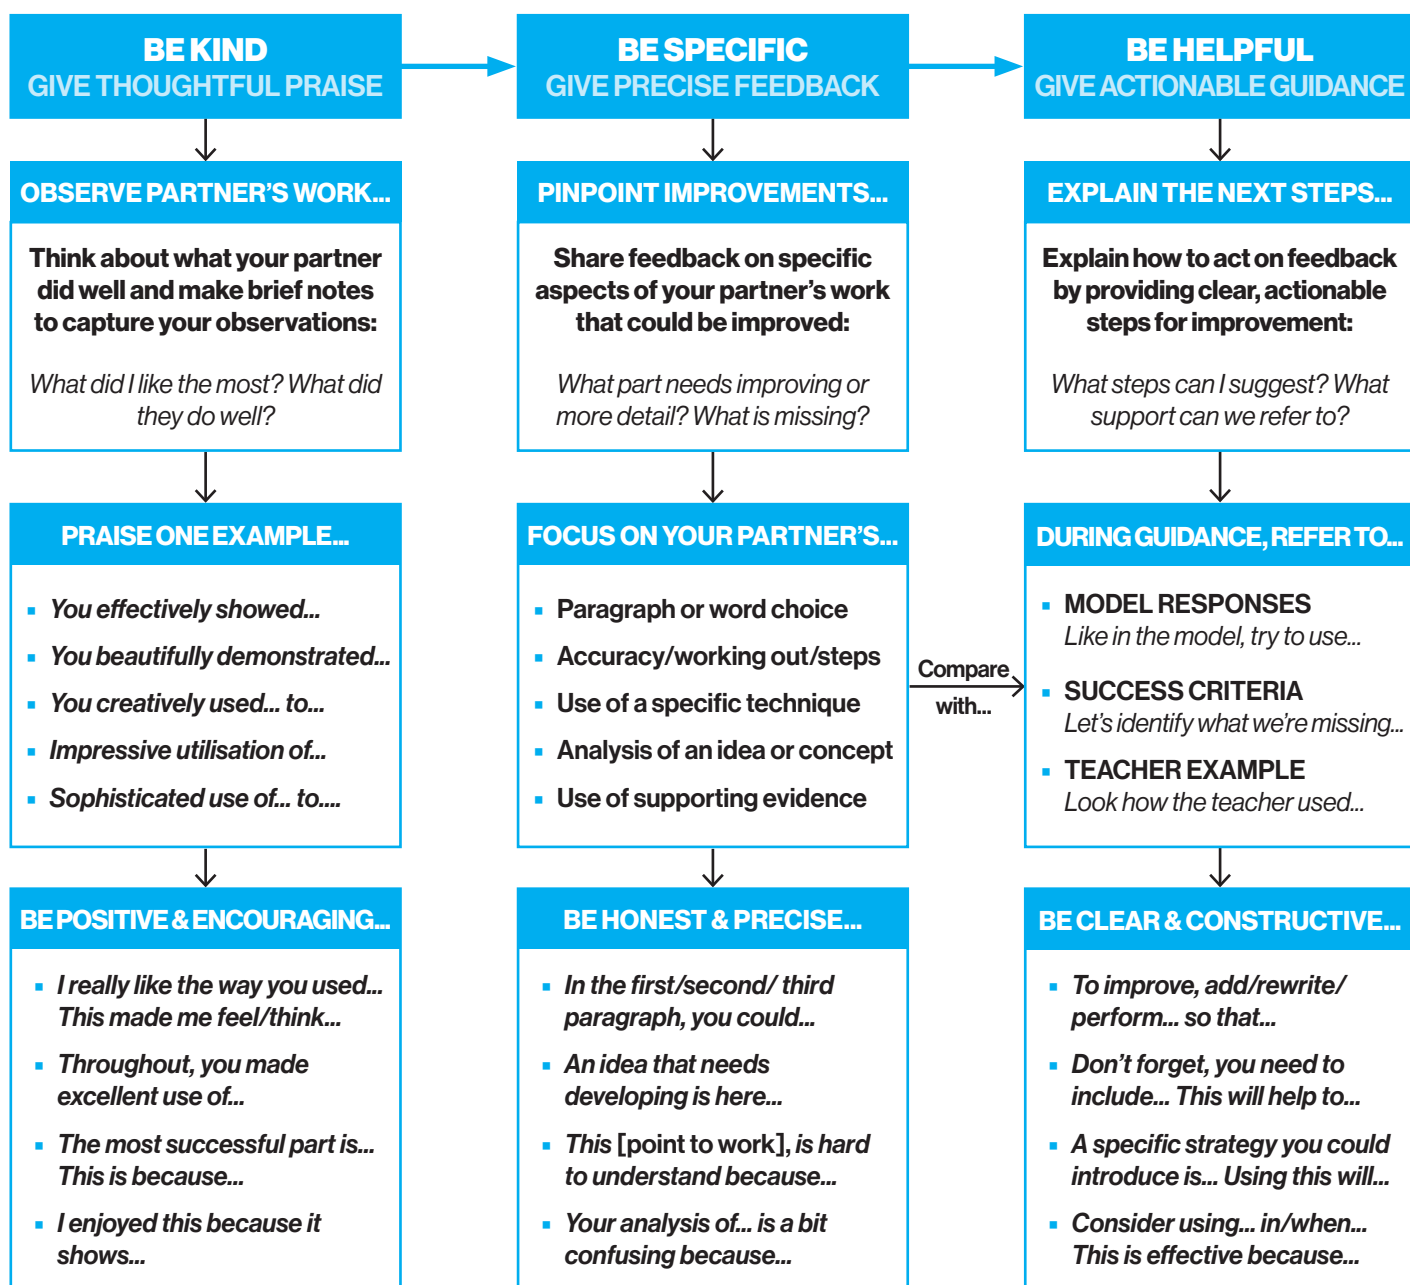 BE KIND
GIVE THOUGHTFUL PRAISE
OBSERVE PARTNER'S WORK...
Think about what your partner
did well and make brief notes
to capture your observations:
What did I like the most? What did
they do well?
PRAISE ONE EXAMPLE...
▪ You effectively showed...
▪ You beautifully demonstrated...
▪ You creatively used... to...
▪ Impressive utilisation of...
▪ Sophisticated use of... to....
BE POSITIVE & ENCOURAGING...
▪ I really like the way you used...
This made me feel/think...
▪ Throughout, you made
excellent use of...
▪ The most successful part is...
This is because...
▪ I enjoyed this because it
shows...
BE SPECIFIC
GIVE PRECISE FEEDBACK
PINPOINT IMPROVEMENTS...
Share feedback on specific
aspects of your partner's work
that could be improved:
What part needs improving or
more detail? What is missing?
FOCUS ON YOUR PARTNER'S...
▪ Paragraph or word choice
▪ Accuracy/working out/steps
▪ Use of a specific technique
▪ Analysis of an idea or concept
▪ Use of supporting evidence
Compare
with...
BE HONEST & PRECISE...
▪ In the first/second/ third
paragraph, you could...
▪ An idea that needs
developing is here...
▪ This [point to work], is hard
to understand because...
▪ Your analysis of... is a bit
confusing because...
BE HELPFUL
GIVE ACTIONABLE GUIDANCE
EXPLAIN THE NEXT STEPS...
Explain how to act on feedback
by providing clear, actionable
steps for improvement:
What steps can I suggest? What
support can we refer to?
DURING GUIDANCE, REFER TO...
▪ MODEL RESPONSES
Like in the model, try to use...
▪ SUCCESS CRITERIA
Let's identify what we're missing...
▪ TEACHER EXAMPLE
Look how the teacher used...
BE CLEAR & CONSTRUCTIVE...
▪ To improve, add/rewrite/
perform... so that...
▪ Don't forget, you need to
include... This will help to...
▪ A specific strategy you could
introduce is... Using this will...
▪ Consider using... in/when...
This is effective because...